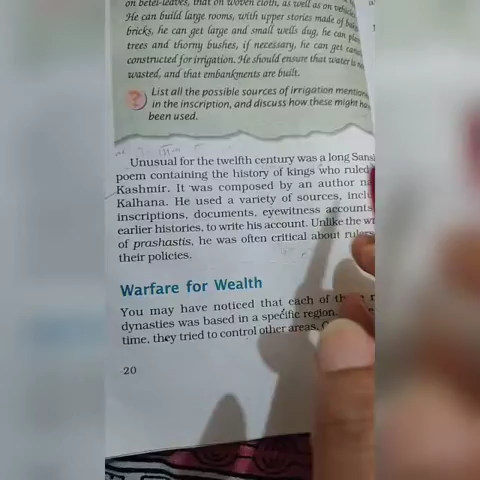 on betel-leaves, that on woven cloth, as well as on vehicles
He can build large rooms, with upper stories made of
bricks, he can get large and small wells dug, he can
trees and thorny bushes, if necessary, he can get
constructed for irrigation. He should ensure that water is
wasted, and that embankments are built.
?
List all the possible sources of irrigation
in the inscription, and discuss how these might
been used.
Unusual for the twelfth century was a long
poem containing the history of kings who ruled
Kashmir. It was composed by an author
Kalhana. He used a variety of sources,
inscriptions, documents, eyewitness accounts
earlier histories, to write his account. Unlike the
of prashastis, he was often critical about rulers
their policies.
Warfare for Wealth
You may have noticed that each of
dynasties was based in a specific region.
time, they tried to control other areas.
20